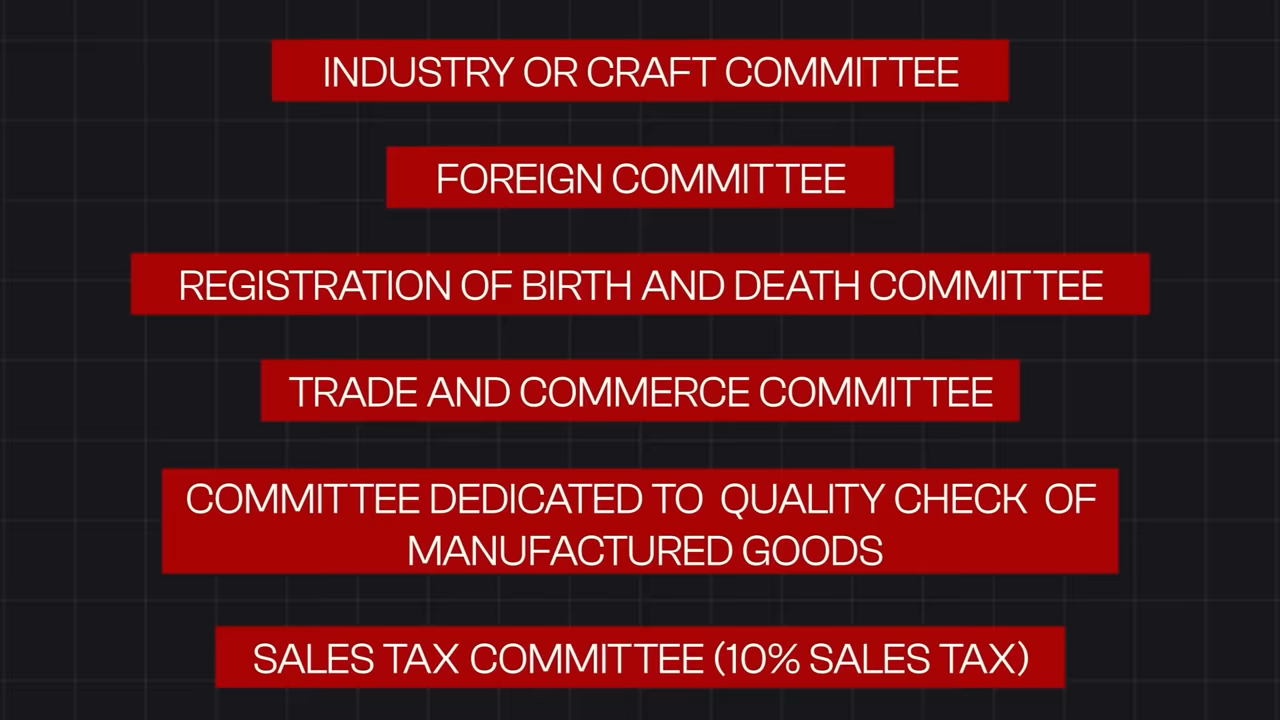 INDUSTRY OR CRAFT COMMITTEE
FOREIGN COMMITTEE
REGISTRATION OF BIRTH AND DEATH COMMITTEE
TRADE AND COMMERCE COMMITTEE
COMMITTEE DEDICATED TO QUALITY CHECK OF
MANUFACTURED GOODS
SALES TAX COMMITTEE (10% SALES TAX)